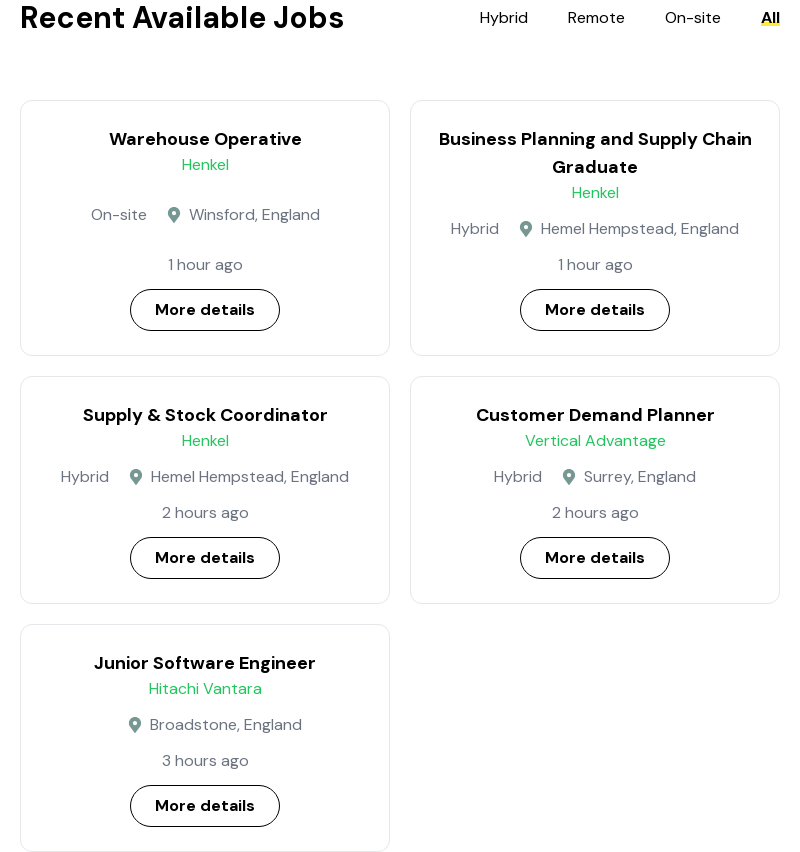 Recent Available Jobs
Hybrid
Remote
On-site
All
Warehouse Operative
Henkel
On-site
Winsford, England
1 hour ago
More details
Business Planning and Supply Chain
Graduate
Henkel
Hybrid
Hemel Hempstead, England
1 hour ago
More details
Supply & Stock Coordinator
Henkel
Hybrid
Hemel Hempstead, England
2 hours ago
More details
Customer Demand Planner
Vertical Advantage
Hybrid
Surrey, England
2 hours ago
More details
Junior Software Engineer
Hitachi Vantara
Broadstone, England
3 hours ago
More details